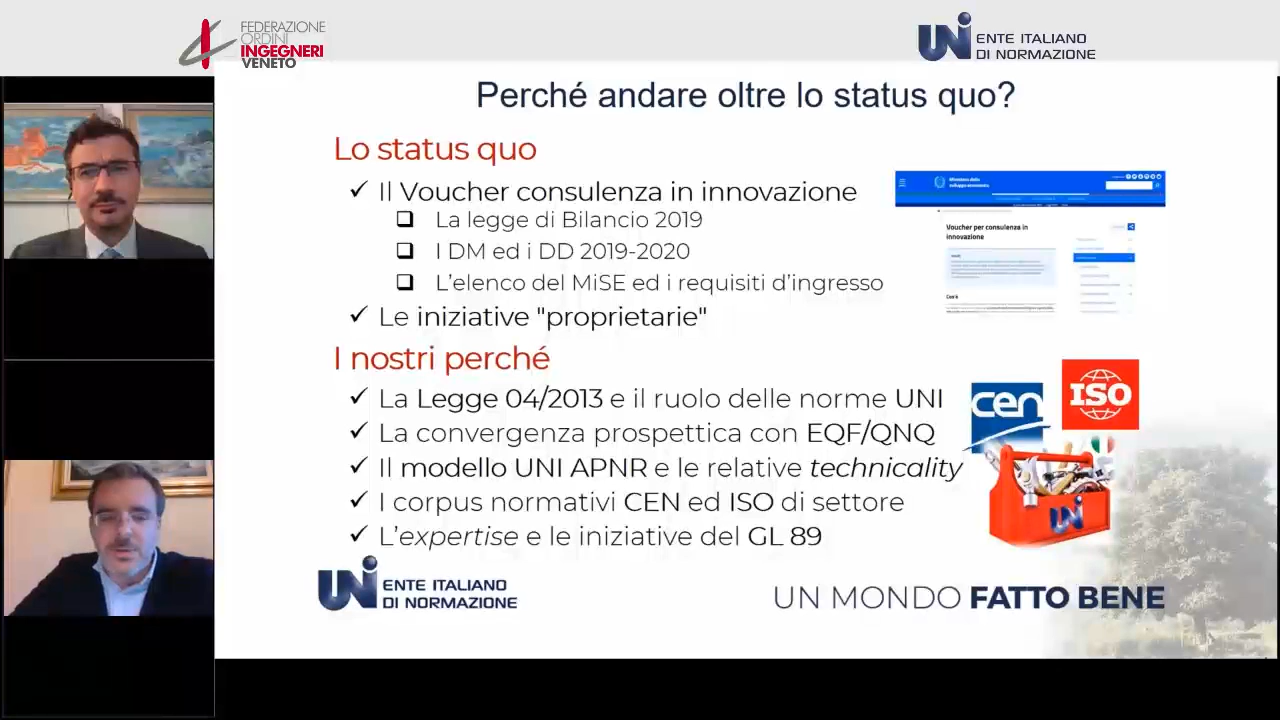 FEDERAZIONE
ORDINI
INGEGNERI
VENETO
UNI ENTE ITALIANO
DI NORMAZIONE
Perché andare oltre lo status quo?
Lo status quo
✓ Il Voucher consulenza in innovazione
❑ La legge di Bilancio 2019
❑ I DM ed i DD 2019-2020
❑ L'elenco del MiSE ed i requisiti d'ingresso
✓ Le iniziative "proprietarie"
Ministero dello
sviluppo economico
Voucher per consulenza in
innovazione
Cos'è
I nostri perché
✓ La Legge 04/2013 e il ruolo delle norme UNI
✓ La convergenza prospettica con EQF/QNQ
✓ Il modello UNI APNR e le relative technicality
✓ I corpus normativi CEN ed ISO di settore
✓ L'expertise e le iniziative del GL 89
cen
ISO
UNI
UNI ENTE ITALIANO
DI NORMAZIONE
UN MONDO FATTO BENE